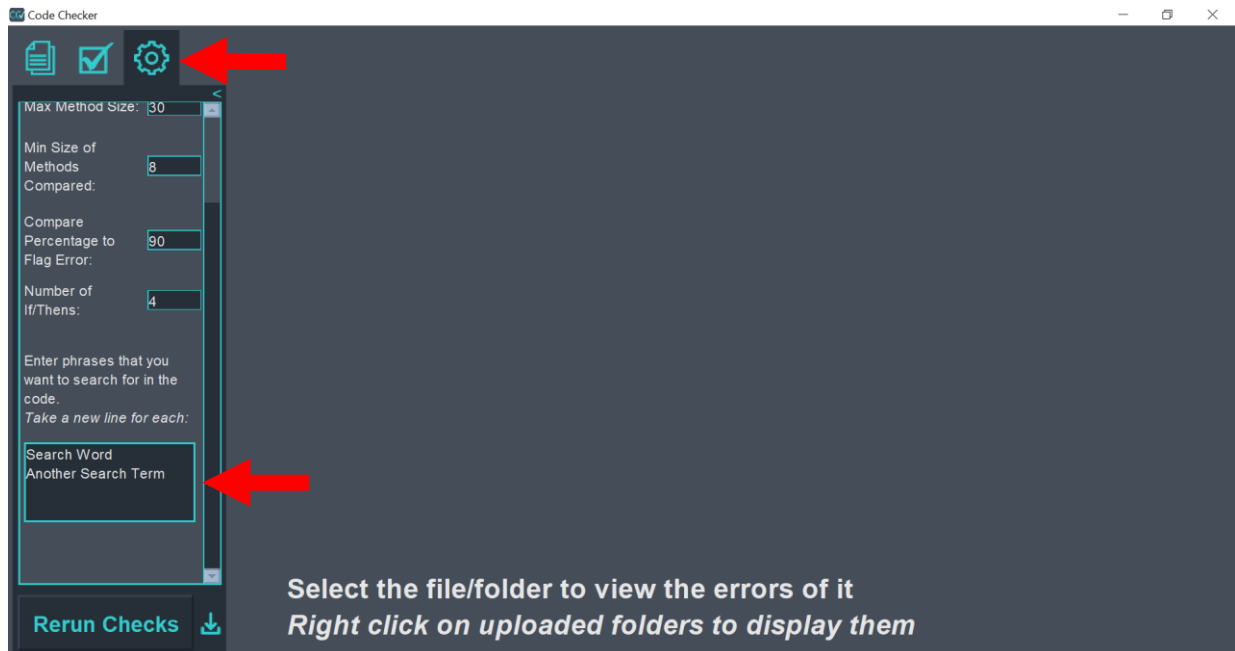 Code Checker
<
Max Method Size: 30
Min Size of
Methods 8
Compared:
Compare
Percentage to 90
Flag Error:
Number of
If/Thens: 4
Enter phrases that you
want to search for in the
code.
Take a new line for each:
Search Word
Another Search Term
Select the file/folder to view the errors of it
Right click on uploaded folders to display them
Rerun Checks